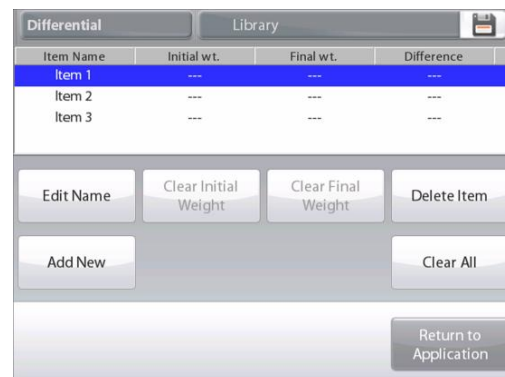 Differential Library
Item Name Initial wt. Final wt. Difference
Item 1 --- --- ---
Item 2 --- --- ---
Item 3 --- --- ---
Edit Name
Clear Initial
Weight
Clear Final
Weight
Delete Item
Add New
Clear All
Return to
Application